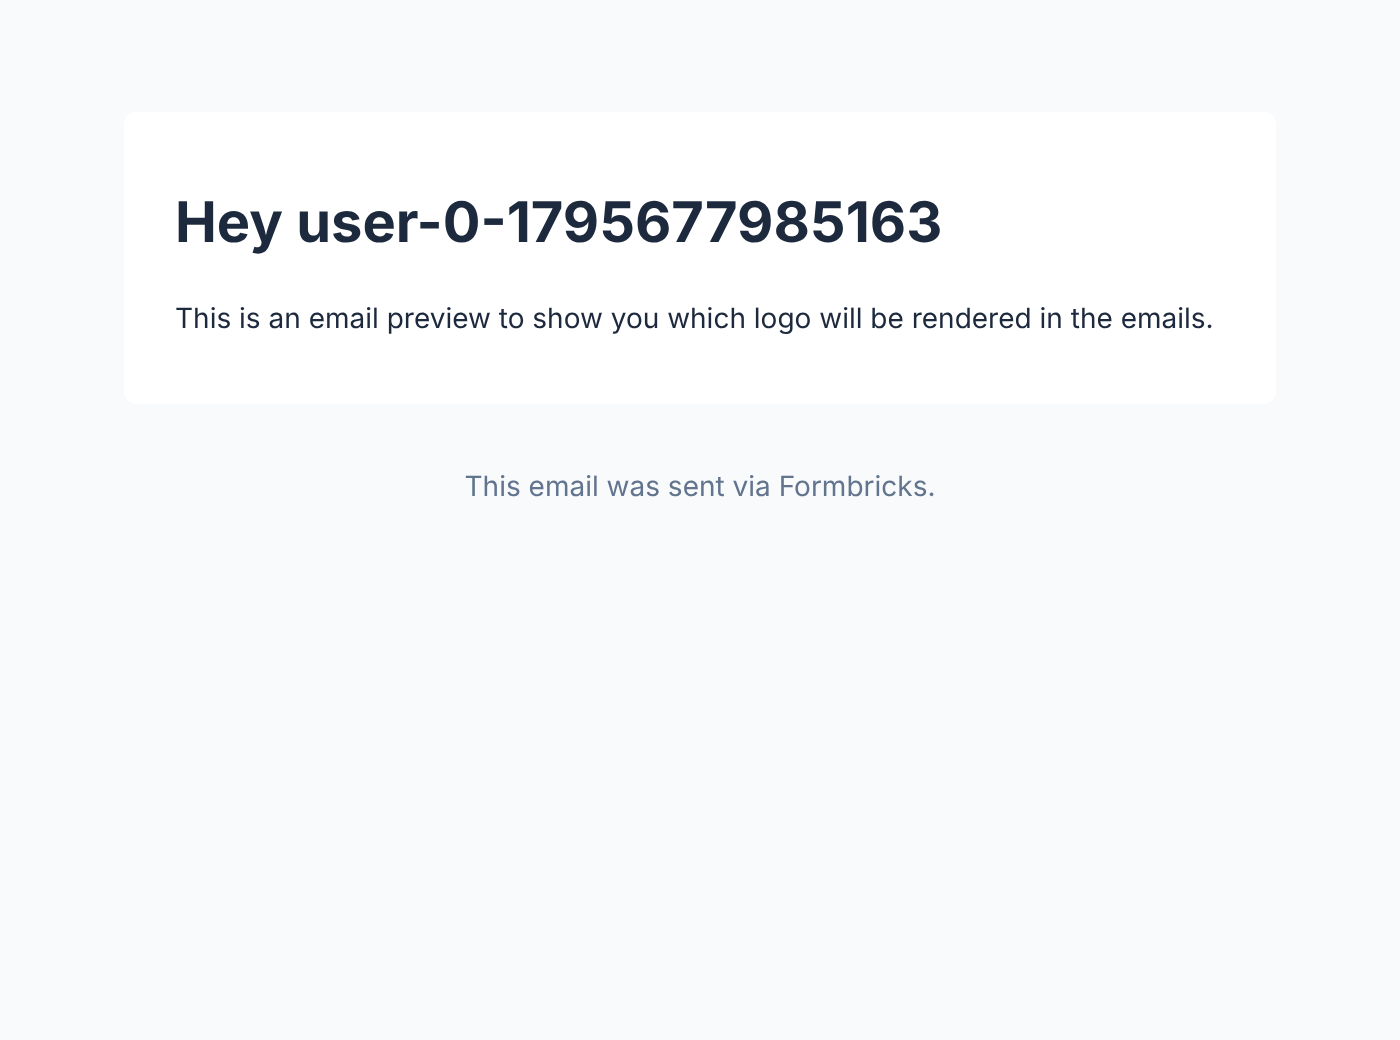 Hey user-0-1795677985163
This is an email preview to show you which logo will be rendered in the emails.
This email was sent via Formbricks.